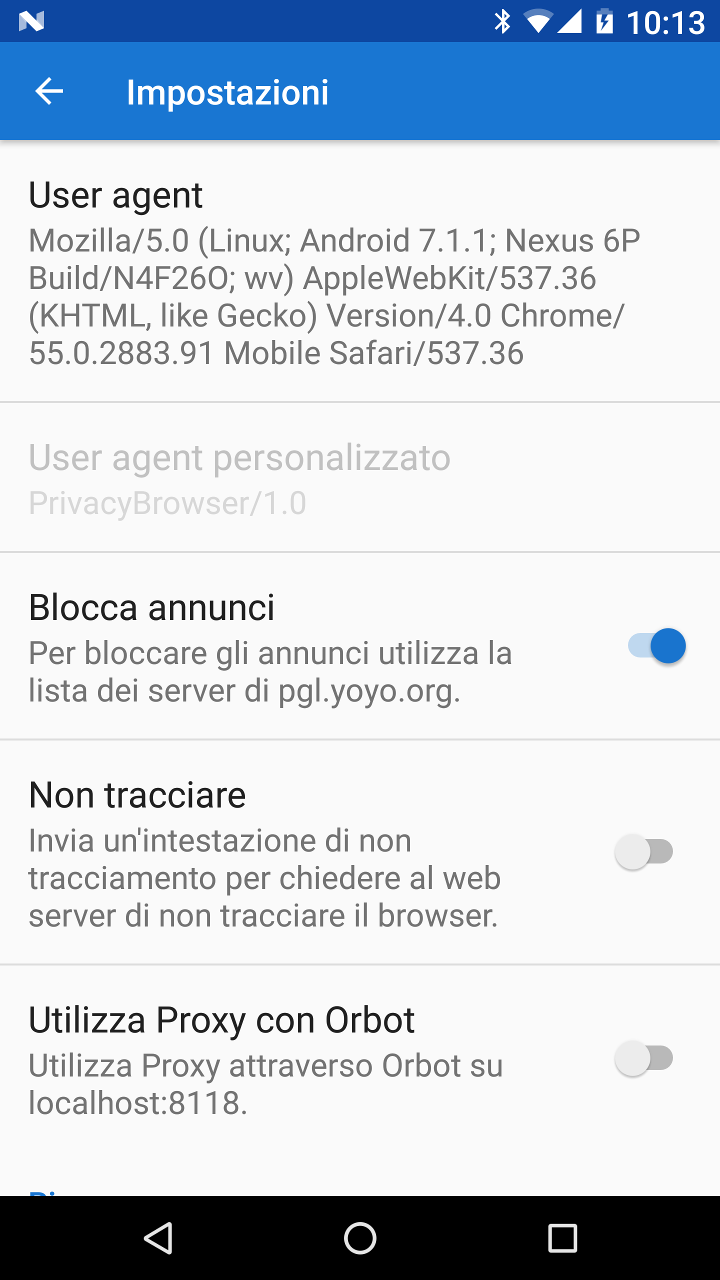 10:13
Impostazioni
User agent
Mozilla/5.0 (Linux; Android 7.1.1; Nexus 6P
Build/N4F26O; wv) AppleWebKit/537.36
(KHTML, like Gecko) Version/4.0 Chrome/
55.0.2883.91 Mobile Safari/537.36
User agent personalizzato
PrivacyBrowser/1.0
Blocca annunci
Per bloccare gli annunci utilizza la
lista dei server di pgl.yoyo.org.
Non tracciare
Invia un'intestazione di non
tracciamento per chiedere al web
server di non tracciare il browser.
Utilizza Proxy con Orbot
Utilizza Proxy attraverso Orbot su
localhost:8118.